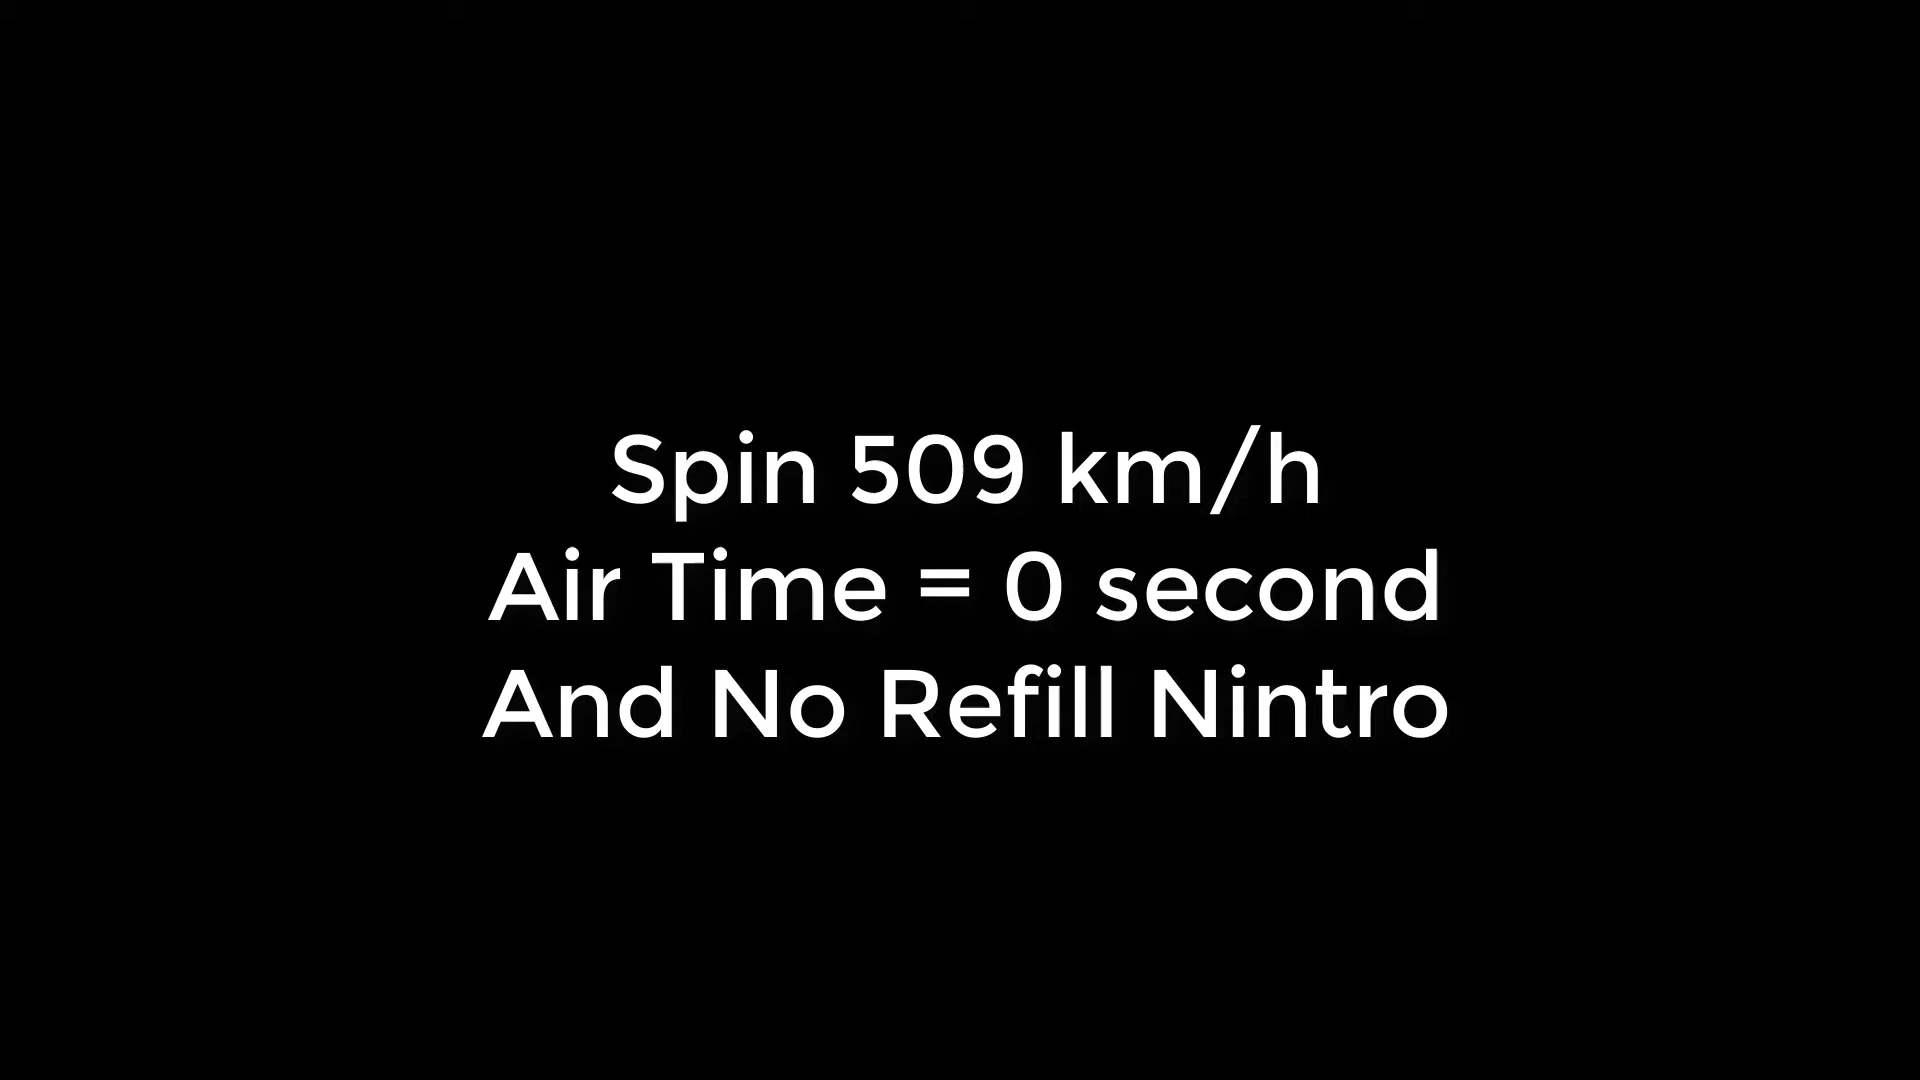 Spin 509 km/h
Air Time = 0 second
And No Refill Nintro